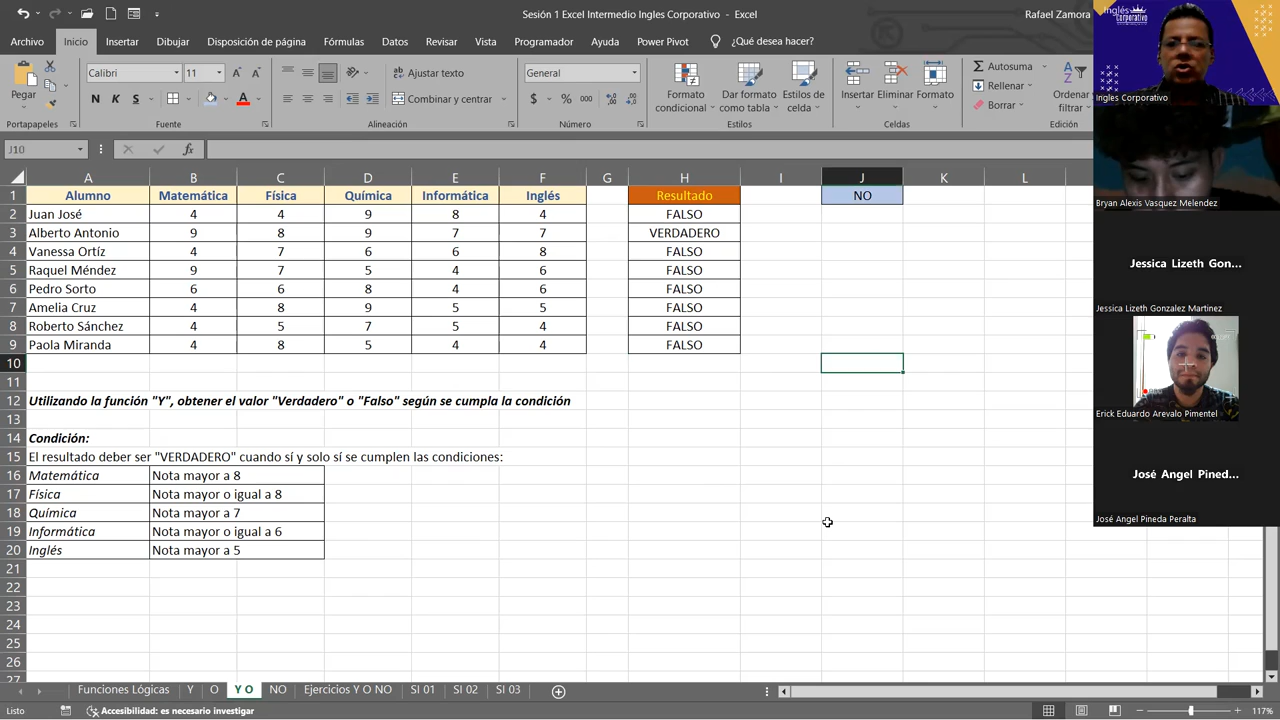 Sesión 1 Excel Intermedio Ingles Corporativo - Excel
Rafael Zamora
Archivo Inicio Insertar Dibujar Disposición de página Fórmulas Datos Revisar Vista Programador Ayuda Power Pivot ¿Qué desea hacer?
Pegar
Calibri 11
N K S
Ajustar texto
Combinar y centrar
General
$ % 000
Formato condicional
Dar formato como tabla
Estilos de celda
Insertar Eliminar Formato
Autosuma
Rellenar
Borrar
Ordenar filtrar
Portapapeles Fuente Alineación Número Estilos Celdas Edición
J10 fx
A B C D E F G H I J K L
1 Alumno Matemática Física Química Informática Inglés Resultado NO
2 Juan José 4 4 9 8 4 FALSO
3 Alberto Antonio 9 8 9 7 7 VERDADERO
4 Vanessa Ortíz 4 7 6 6 8 FALSO
5 Raquel Méndez 9 7 5 4 6 FALSO
6 Pedro Sorto 6 6 8 4 6 FALSO
7 Amelia Cruz 4 8 9 5 5 FALSO
8 Roberto Sánchez 4 5 7 5 4 FALSO
9 Paola Miranda 4 8 5 4 4 FALSO
10
11
12 Utilizando la función "Y", obtener el valor "Verdadero" o "Falso" según se cumpla la condición
13
14 Condición:
15 El resultado deber ser "VERDADERO" cuando sí y solo sí se cumplen las condiciones:
16 Matemática Nota mayor a 8
17 Física Nota mayor o igual a 8
18 Química Nota mayor a 7
19 Informática Nota mayor o igual a 6
20 Inglés Nota mayor a 5
21
22
23
24
25
26
27
Funciones Lógicas Y O Y O NO Ejercicios Y O NO SI 01 SI 02 SI 03
Listo Accesibilidad: es necesario investigar 117%
Inglés Corporativo
Ingles Corporativo
Bryan Alexis Vasquez Melendez
Jessica Lizeth Gon...
Jessica Lizeth Gonzalez Martinez
Erick Eduardo Arevalo Pimentel
José Angel Pined...
José Angel Pineda Peralta